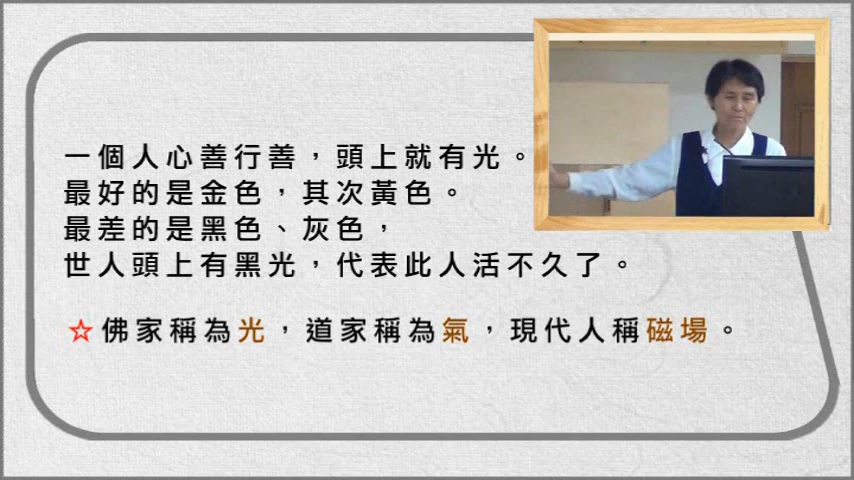 一個人心善行善，頭上就有光。
最好的是金色，其次黃色。
最差的是黑色、灰色，
世人頭上有黑光，代表此人活不久了。
☆佛家稱為光，道家稱為氣，現代人稱磁場。